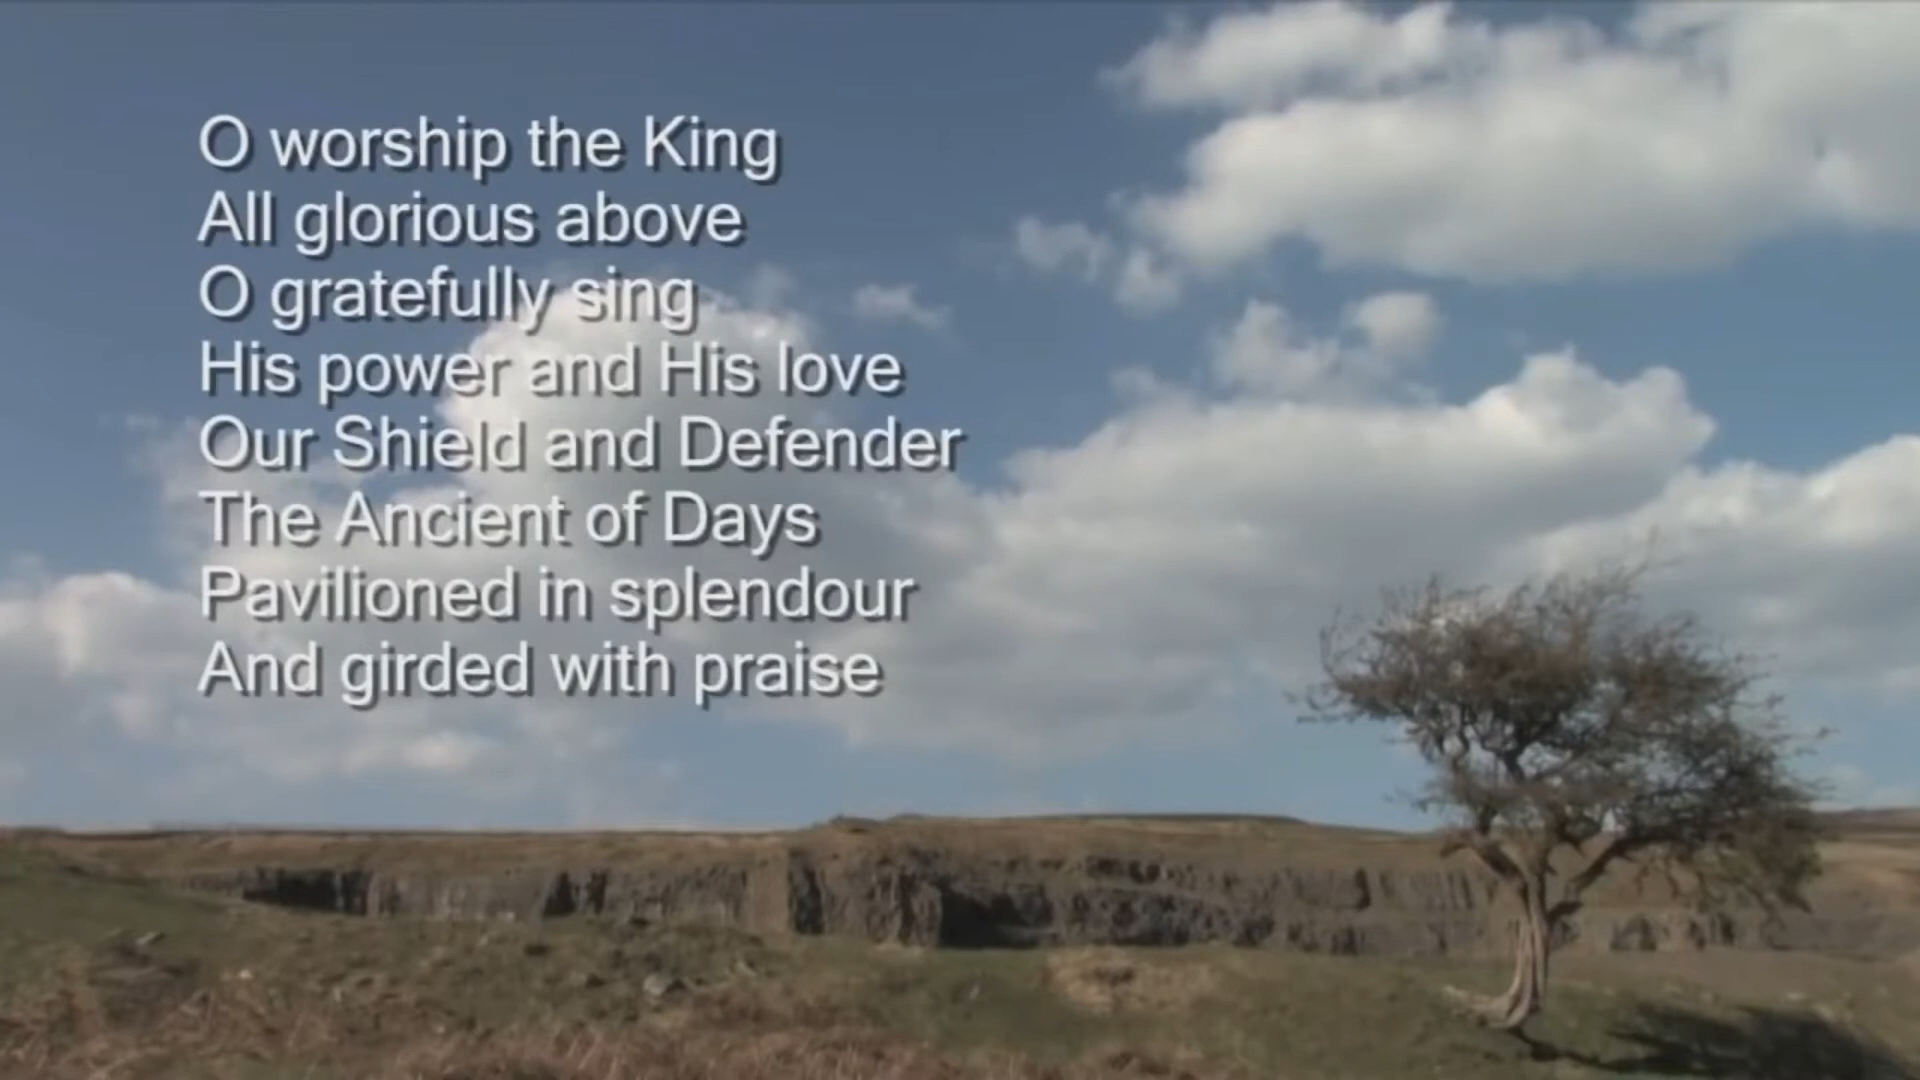 O worship the King
All glorious above
O gratefully sing
His power and His love
Our Shield and Defender
The Ancient of Days
Pavilioned in splendour
And girded with praise